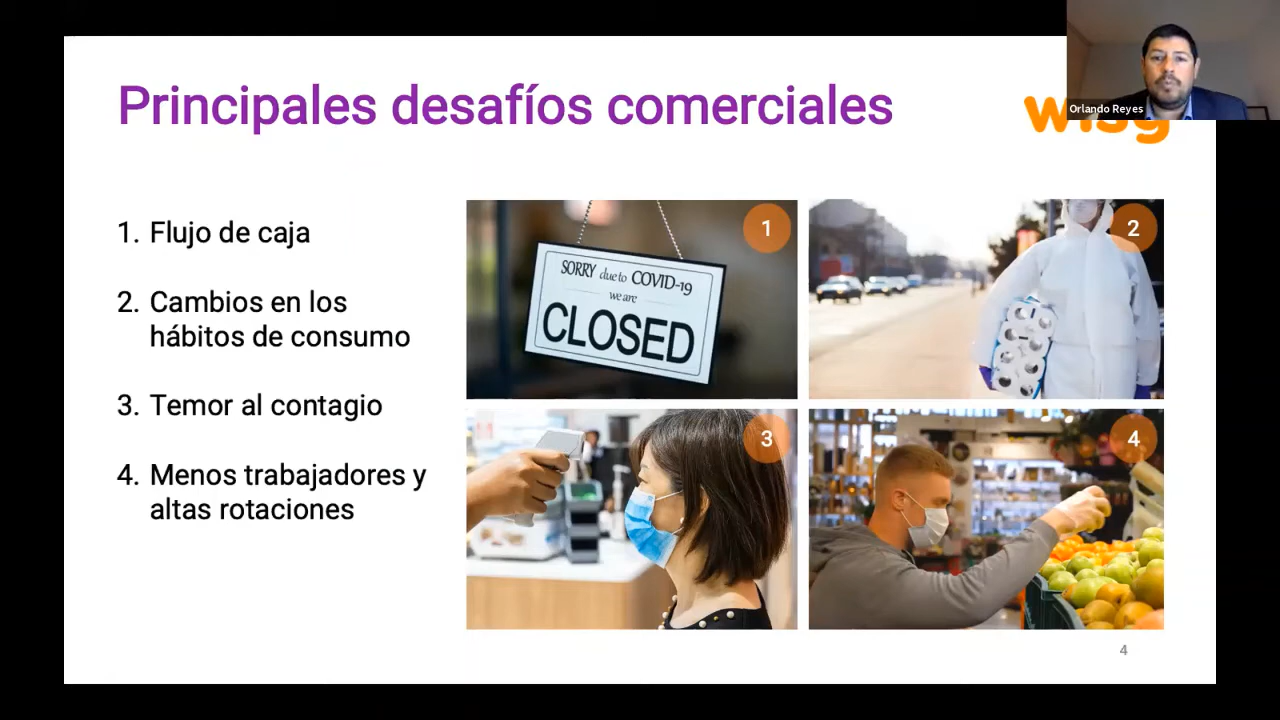 Principales desafíos comerciales
Orlando Reyes
1. Flujo de caja
2. Cambios en los
hábitos de consumo
3. Temor al contagio
4. Menos trabajadores y
altas rotaciones
1
SORRY due to COVID-19
we are
CLOSED
2
3
4
4